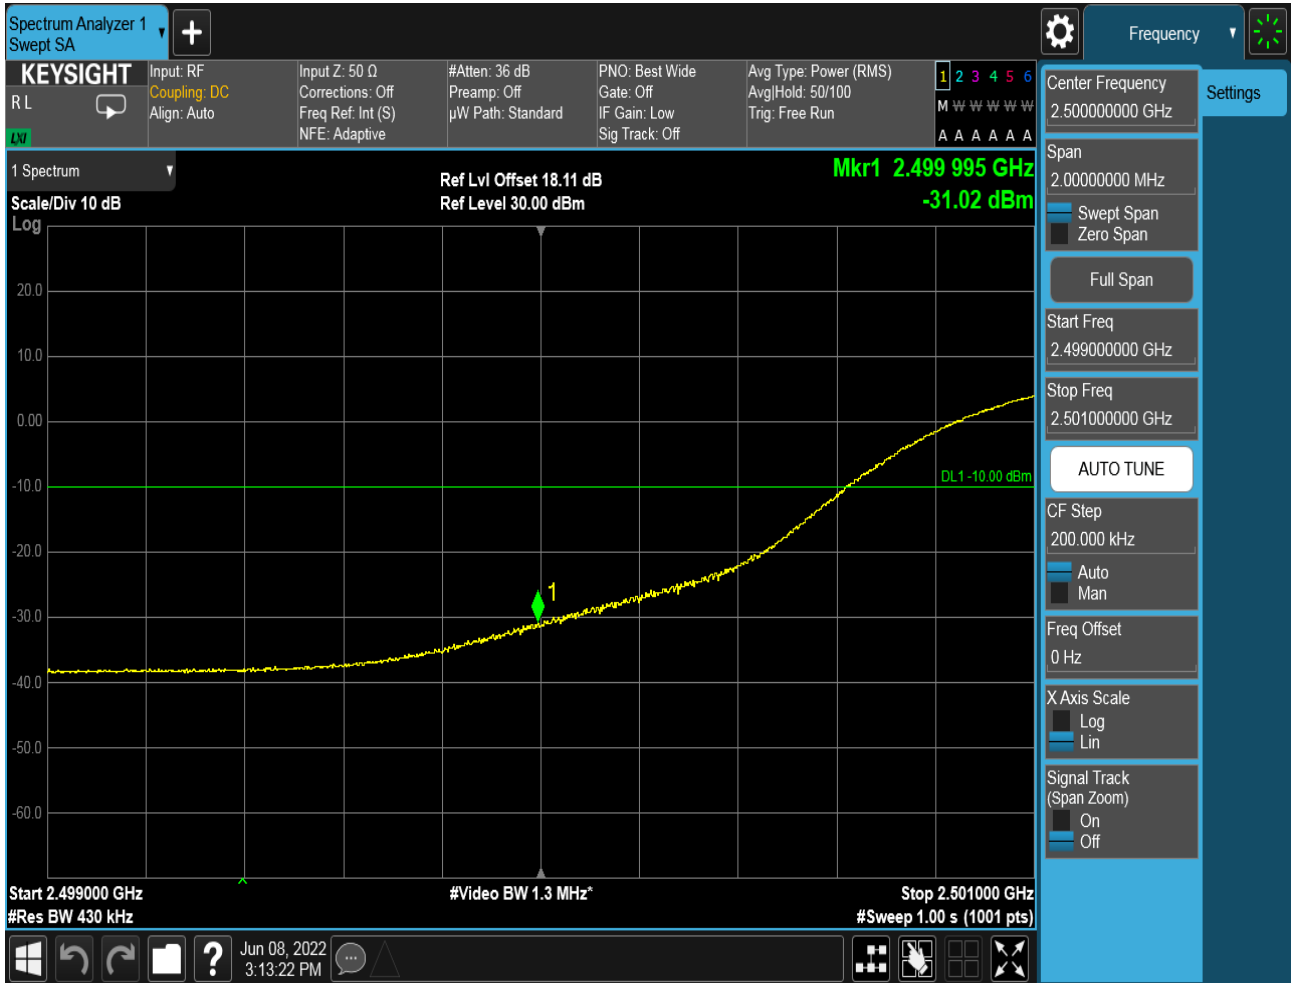 Spectrum Analyzer 1
Swept SA
Frequency
KEYSIGHT
R L
LXI
Input: RF
Coupling: DC
Align: Auto
Input Z: 50 Ω
Corrections: Off
Freq Ref: Int (S)
NFE: Adaptive
#Atten: 36 dB
Preamp: Off
µW Path: Standard
PNO: Best Wide
Gate: Off
IF Gain: Low
Sig Track: Off
Avg Type: Power (RMS)
Avg|Hold: 50/100
Trig: Free Run
1 2 3 4 5 6
M W W W W W
A A A A A A
1 Spectrum
Scale/Div 10 dB
Log
Ref Lvl Offset 18.11 dB
Ref Level 30.00 dBm
Mkr1 2.499 995 GHz
-31.02 dBm
20.0
10.0
0.00
-10.0
-20.0
-30.0
-40.0
-50.0
-60.0
DL1 -10.00 dBm
1
Start 2.499000 GHz
#Res BW 430 kHz
#Video BW 1.3 MHz*
Stop 2.501000 GHz
#Sweep 1.00 s (1001 pts)
Jun 08, 2022
3:13:22 PM
Center Frequency
2.500000000 GHz
Span
2.00000000 MHz
Swept Span
Zero Span
Full Span
Start Freq
2.499000000 GHz
Stop Freq
2.501000000 GHz
AUTO TUNE
CF Step
200.000 kHz
Auto
Man
Freq Offset
0 Hz
X Axis Scale
Log
Lin
Signal Track
(Span Zoom)
On
Off
Settings